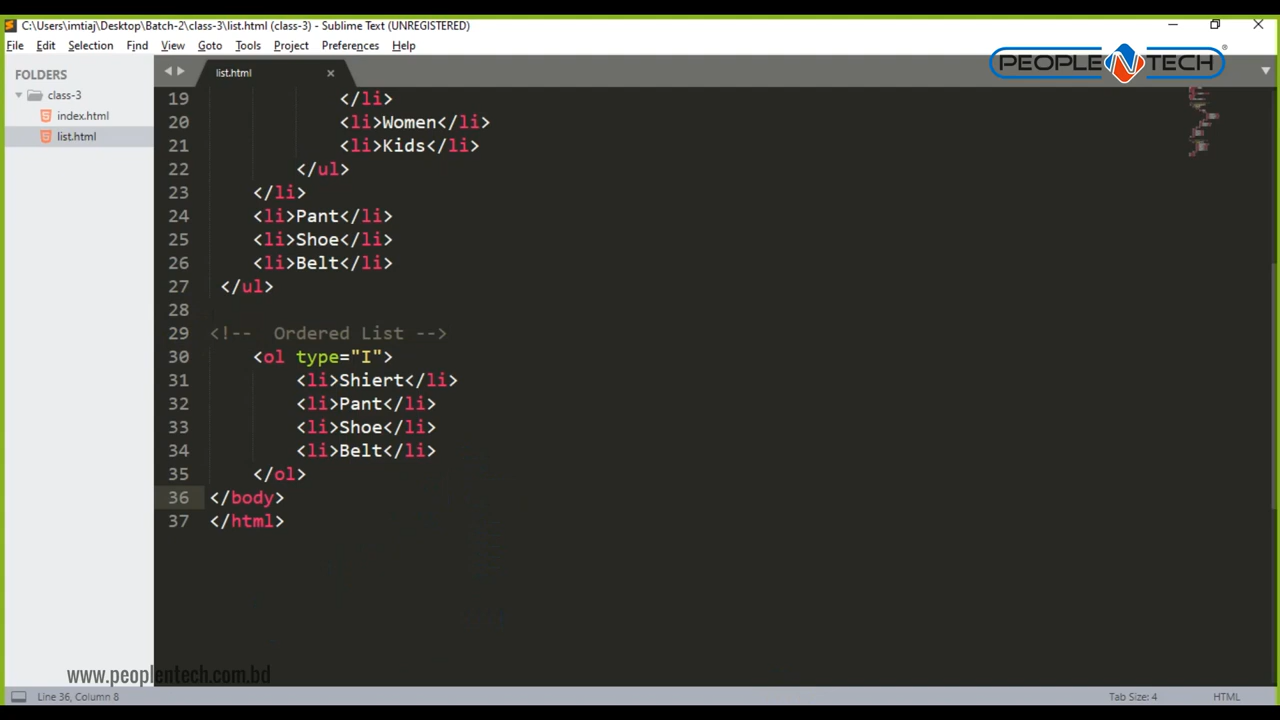 C:\Users\imtiaj\Desktop\Batch-2\class-3\list.html (class-3) - Sublime Text (UNREGISTERED)
File Edit Selection Find View Goto Tools Project Preferences Help
PEOPLE N TECH ®
FOLDERS
class-3
index.html
list.html
list.html ×
19 </li>
20 <li>Women</li>
21 <li>Kids</li>
22 </ul>
23 </li>
24 <li>Pant</li>
25 <li>Shoe</li>
26 <li>Belt</li>
27 </ul>
28
29 <!--  Ordered List -->
30 <ol type="I">
31 <li>Shiert</li>
32 <li>Pant</li>
33 <li>Shoe</li>
34 <li>Belt</li>
35 </ol>
36 </body>
37 </html>
www.peoplentech.com.bd
Line 36, Column 8 Tab Size: 4 HTML